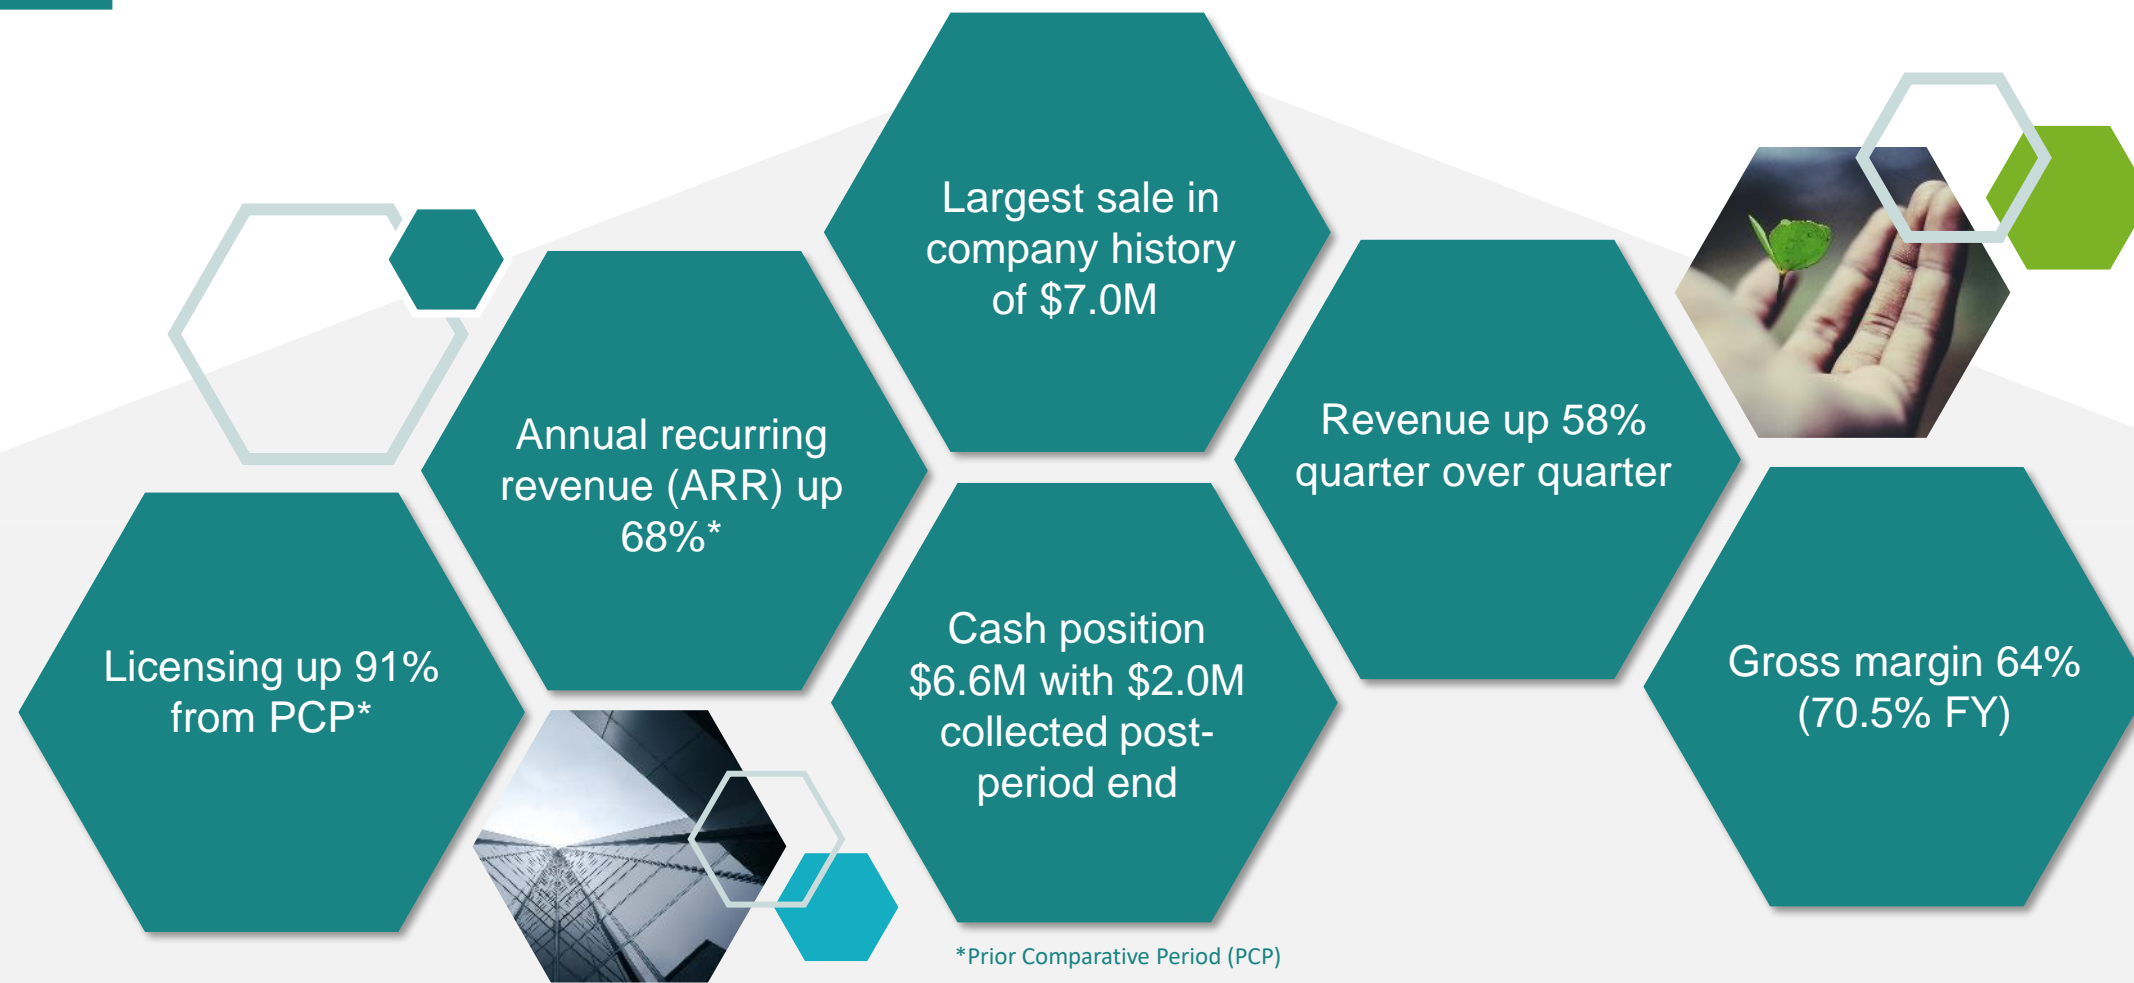 Largest sale in
company history
of $7.0M
Annual recurring
revenue (ARR) up
68%*
Revenue up 58%
quarter over quarter
Licensing up 91%
from PCP*
Cash position
$6.6M with $2.0M
collected post-
period end
Gross margin 64%
(70.5% FY)
*Prior Comparative Period (PCP)